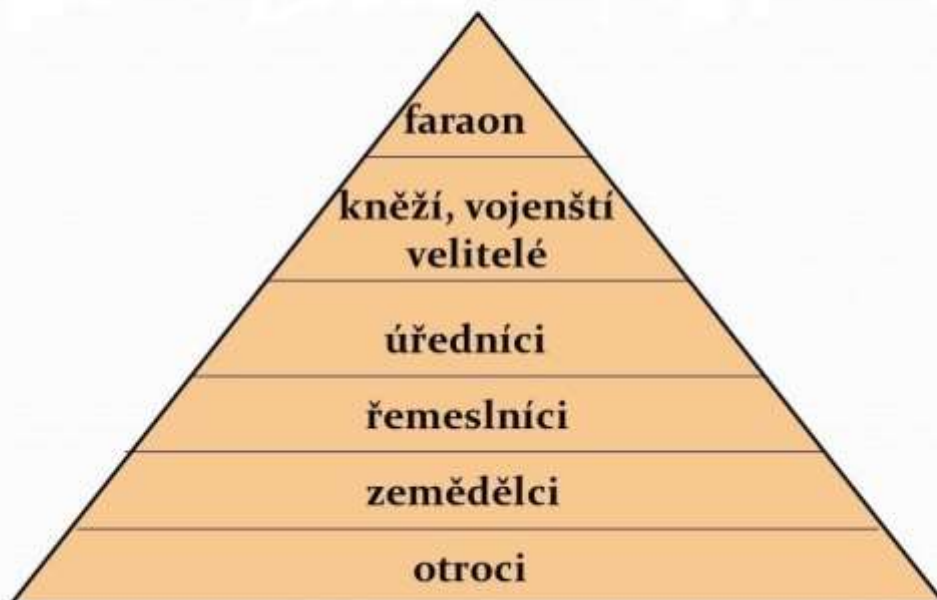 faraon
kněží, vojenští
velitelé
úředníci
řemeslníci
zemědělci
otroci